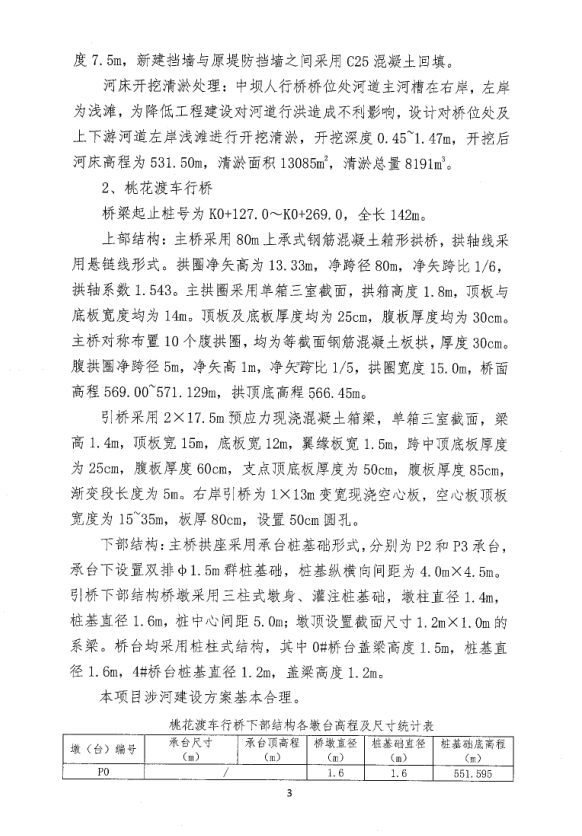 度 7.5m，新建挡墙与原堤防挡墙之间采用 C25 混凝土回填。
河床开挖清淤处理：中坝人行桥桥位处河道主河槽在右岸，左岸
为浅滩，为降低工程建设对河道行洪造成不利影响，设计对桥位处及
上下游河道左岸浅滩进行开挖清淤，开挖深度 0.45~1.47m，开挖后
河床高程为 531.50m，清淤面积 13085㎡，清淤总量 8191m³。
2、桃花渡车行桥
桥梁起止桩号为 K0+127.0～K0+269.0，全长 142m。
上部结构：主桥采用 80m 上承式钢筋混凝土箱形拱桥，拱轴线采
用悬链线形式。拱圈净矢高为 13.33m，净跨径 80m，净矢跨比 1/6，
拱轴系数 1.543。主拱圈采用单箱三室截面，拱箱高度 1.8m，顶板与
底板宽度均为 14m。顶板及底板厚度均为 25cm，腹板厚度均为 30cm。
主桥对称布置 10 个腹拱圈，均为等截面钢筋混凝土板拱，厚度 30cm。
腹拱圈净跨径 5m，净矢高 1m，净矢跨比 1/5，拱圈宽度 15.0m，桥面
高程 569.00~571.129m，拱顶底高程 566.45m。
引桥采用 2×17.5m 预应力现浇混凝土箱梁，单箱三室截面，梁
高 1.4m，顶板宽 15m，底板宽 12m，翼缘板宽 1.5m，跨中顶底板厚度
为 25cm，腹板厚度 60cm，支点顶底板厚度为 50cm，腹板厚度 85cm，
渐变段长度为 5m。右岸引桥为 1×13m 变宽现浇空心板，空心板顶板
宽度为 15~35m，板厚 80cm，设置 50cm 圆孔。
下部结构：主桥拱座采用承台桩基础形式，分别为 P2 和 P3 承台，
承台下设置双排φ1.5m 群桩基础，桩基纵横向间距为 4.0m×4.5m。
引桥下部结构桥墩采用三柱式墩身、灌注桩基础，墩柱直径 1.4m，
桩基直径 1.6m，桩中心间距 5.0m；墩顶设置截面尺寸 1.2m×1.0m 的
系梁。桥台均采用桩柱式结构，其中 0#桥台盖梁高度 1.5m，桩基直
径 1.6m，4#桥台桩基直径 1.2m，盖梁高度 1.2m。
本项目涉河建设方案基本合理。
桃花渡车行桥下部结构各墩台高程及尺寸统计表
墩（台）编号 承台尺寸（m） 承台顶高程（m） 桥墩直径（m） 桩基础直径（m） 桩基础底高程（m）
P0 / 1.6 1.6 551.595
3